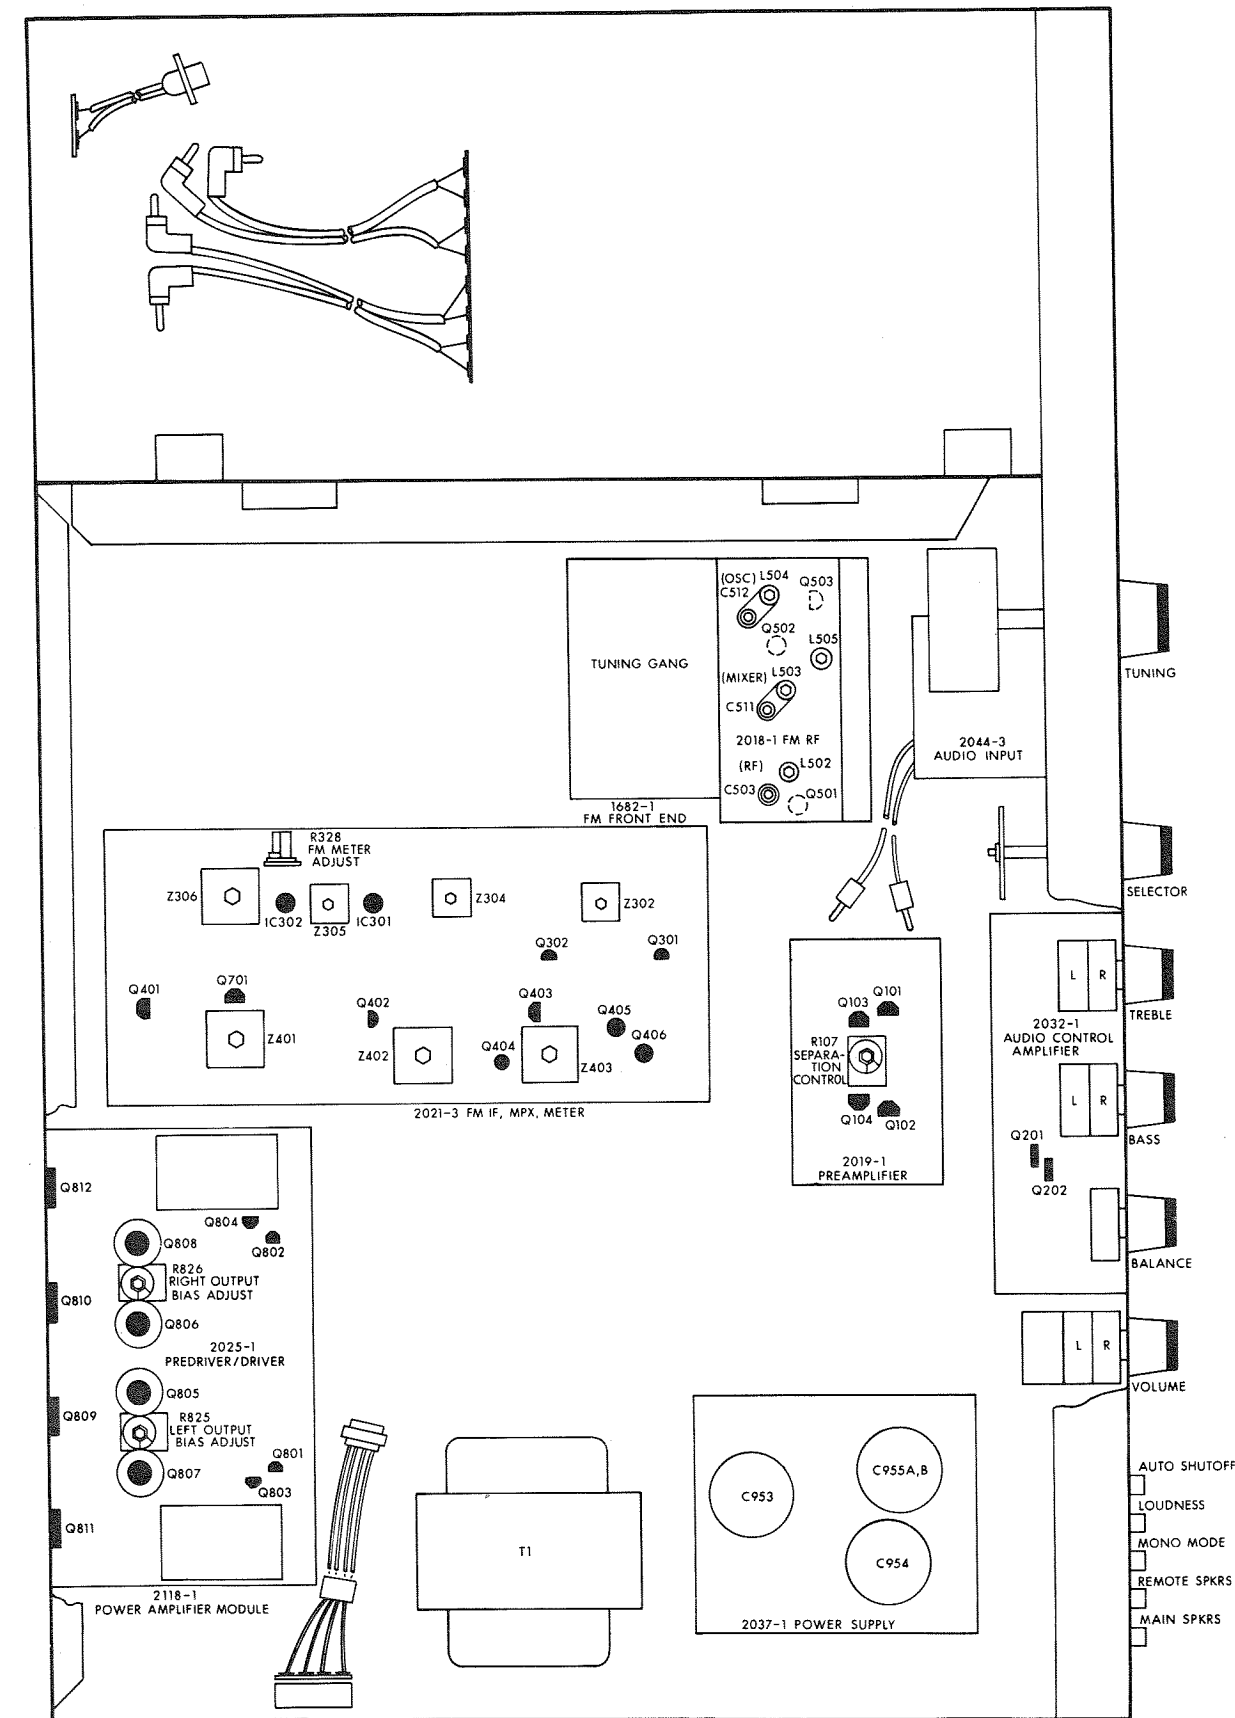 (OSC) L504
C512
Q503
Q502
L505
TUNING GANG
(MIXER) L503
C511
2018-1 FM RF
(RF)
L502
C503
Q501
1682-1
FM FRONT END
2044-3
AUDIO INPUT
TUNING
SELECTOR
R328
FM METER
ADJUST
Z306
IC302
Z305
IC301
Z304
Z302
Q302
Q301
Q401
Q701
Q402
Q403
Q405
Q406
Z401
Z402
Q404
Z403
2021-3 FM IF, MPX, METER
Q103
Q101
R107
SEPARA-
TION
CONTROL
Q104
Q102
2019-1
PREAMPLIFIER
L R
TREBLE
2032-1
AUDIO CONTROL
AMPLIFIER
L R
BASS
Q201
Q202
BALANCE
L R
VOLUME
Q812
Q804
Q802
Q808
R826
RIGHT OUTPUT
BIAS ADJUST
Q810
Q806
2025-1
PREDRIVER/DRIVER
Q805
Q809
R825
LEFT OUTPUT
BIAS ADJUST
Q801
Q807
Q803
Q811
2118-1
POWER AMPLIFIER MODULE
T1
C953
C955A,B
C954
2037-1 POWER SUPPLY
AUTO SHUTOFF
LOUDNESS
MONO MODE
REMOTE SPKRS
MAIN SPKRS